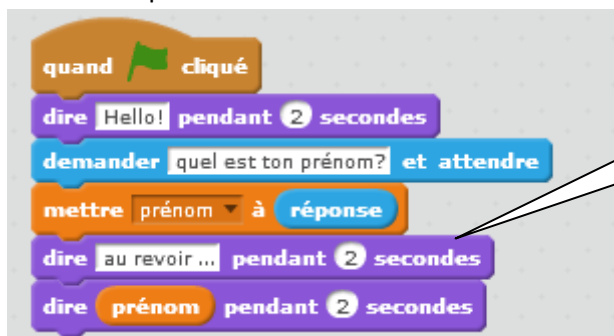 quand cliqué
dire Hello! pendant 2 secondes
demander quel est ton prénom? et attendre
mettre prénom à réponse
dire au revoir ... pendant 2 secondes
dire prénom pendant 2 secondes